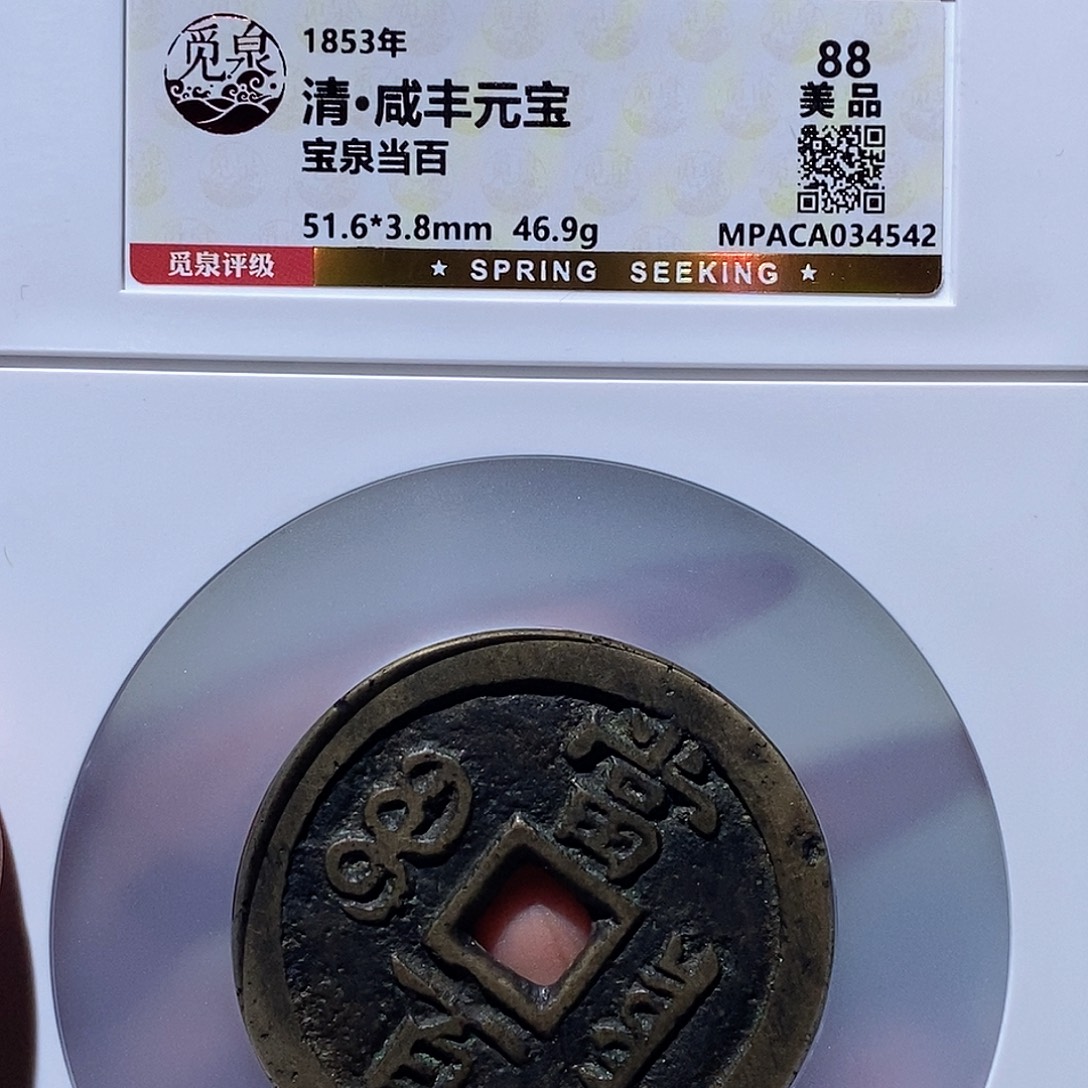 觅泉
1853年
清·咸丰元宝
宝泉当百
51.6*3.8mm 46.9g
88
美品
MPACA034542
觅泉评级
★ SPRING SEEKING ★
當